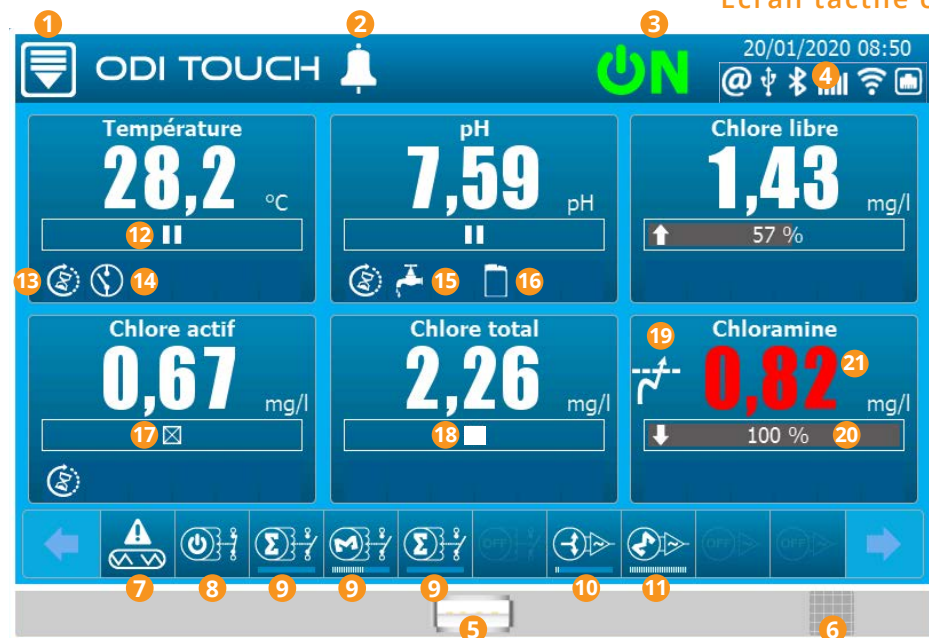 Ecran tactile c
1 2 3
ODI TOUCH ON 20/01/2020 08:50
@ 4
Température pH Chlore libre
28,2 °C 7,59 pH 1,43 mg/l
12 57 %
13 14 15 16
Chlore actif Chlore total 19 Chloramine
0,67 mg/l 2,26 mg/l 0,82 21 mg/l
17 18 100 % 20
Σ M Σ OFF OFF OFF
7 8 9 9 9 10 11
5 6